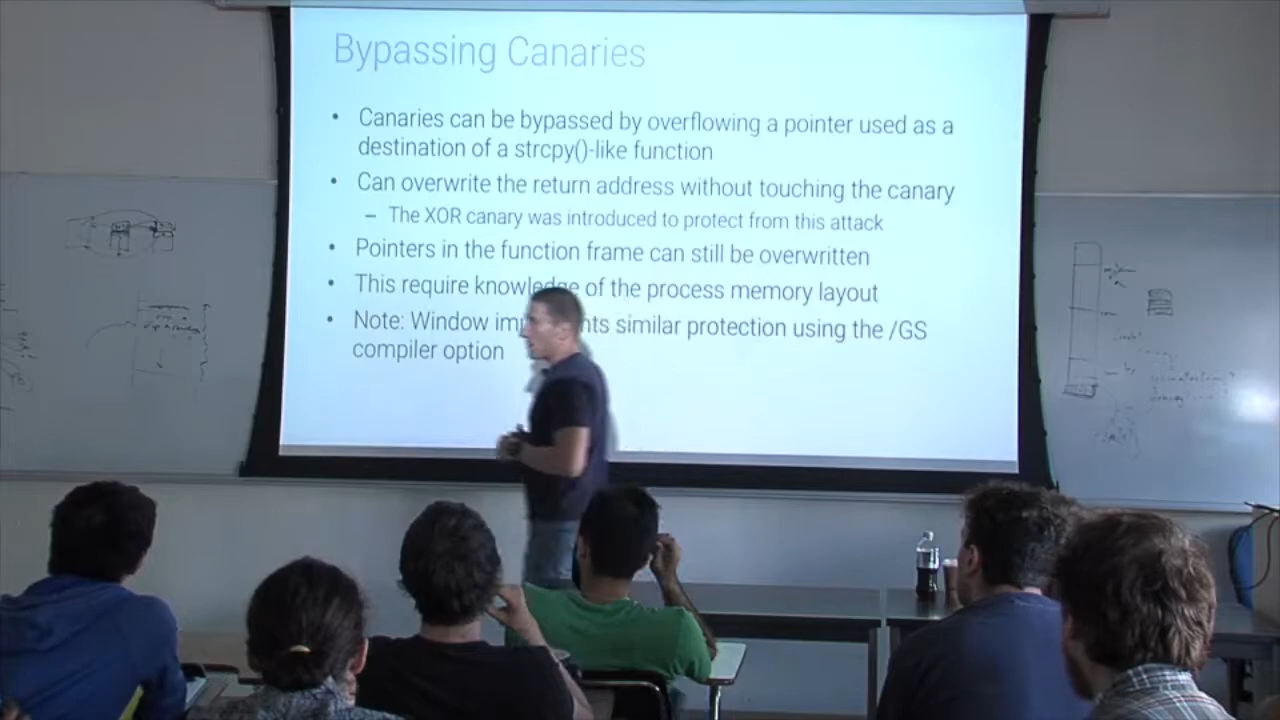 Bypassing Canaries
• Canaries can be bypassed by overflowing a pointer used as a
destination of a strcpy()-like function
• Can overwrite the return address without touching the canary
– The XOR canary was introduced to protect from this attack
• Pointers in the function frame can still be overwritten
• This require knowledge of the process memory layout
• Note: Window similar protection using the /GS
compiler option